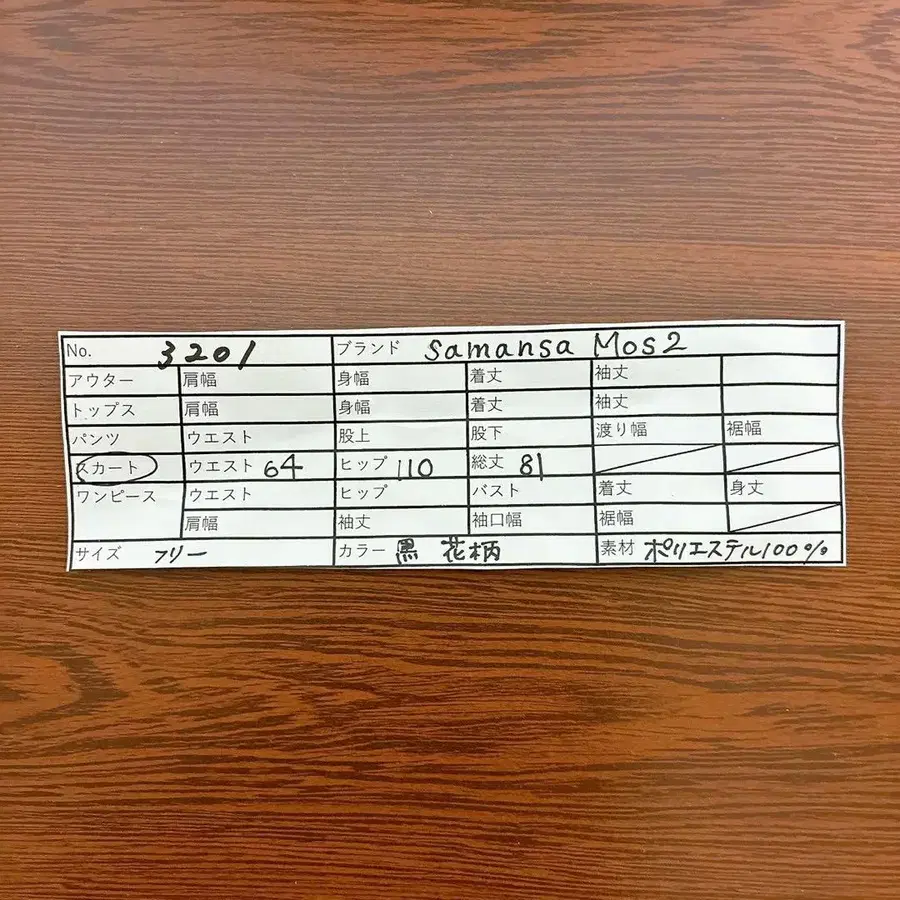 No. 3201 ブランド samansa Mos2
アウター 肩幅 身幅 着丈 袖丈
トップス 肩幅 身幅 着丈 袖丈
パンツ ウエスト 股上 股下 渡り幅 裾幅
スカート ウエスト 64 ヒップ 110 総丈 81
ワンピース ウエスト ヒップ バスト 着丈 身丈
肩幅 袖丈 袖口幅 裾幅
サイズ フリー カラー 黒 花柄 素材 ポリエステル100%